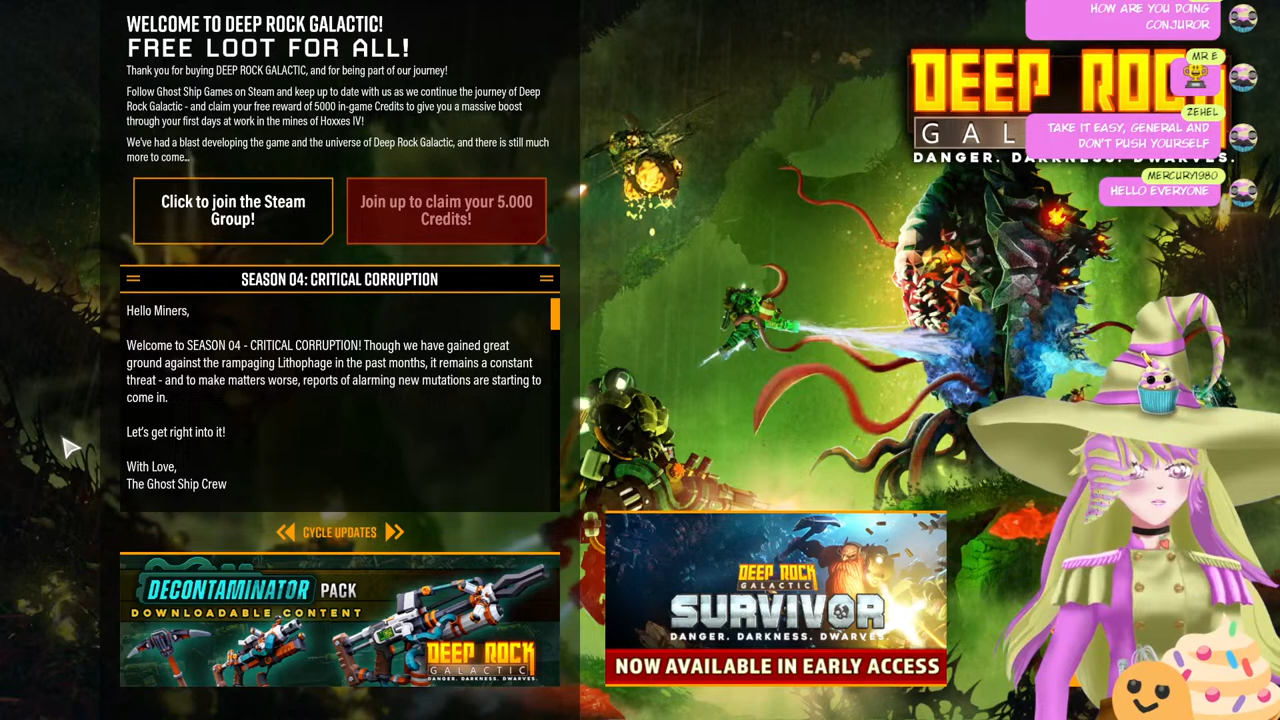 WELCOME TO DEEP ROCK GALACTIC!
FREE LOOT FOR ALL!
Thank you for buying DEEP ROCK GALACTIC, and for being part of our journey!
Follow Ghost Ship Games on Steam and keep up to date with us as we continue the journey of Deep
Rock Galactic - and claim your free reward of 5000 in-game Credits to give you a massive boost
through your first days at work in the mines of Hoxxes IV!
We've had a blast developing the game and the universe of Deep Rock Galactic, and there is still much
more to come...
Click to join the Steam
Group!
Join up to claim your 5.000
Credits!
SEASON 04: CRITICAL CORRUPTION
Hello Miners,
Welcome to SEASON 04 - CRITICAL CORRUPTION! Though we have gained great
ground against the rampaging Lithophage in the past months, it remains a constant
threat - and to make matters worse, reports of alarming new mutations are starting to
come in.
Let's get right into it!
With Love,
The Ghost Ship Crew
CYCLE UPDATES
DECONTAMINATOR PACK
DOWNLOADABLE CONTENT
DEEP ROCK
GALACTIC
DANGER. DARKNESS. DWARVES.
DEEP ROCK
GALACTIC
SURVIVOR
DANGER. DARKNESS. DWARVES.
NOW AVAILABLE IN EARLY ACCESS
DEEP ROC
GAL
DANGER. D
DWARVES.
HOW ARE YOU DOING
CONJUROR
MR E
ZEHEL
TAKE IT EASY, GENERAL AND
DON'T PUSH YOURSELF
MERCURY1980
HELLO EVERYONE